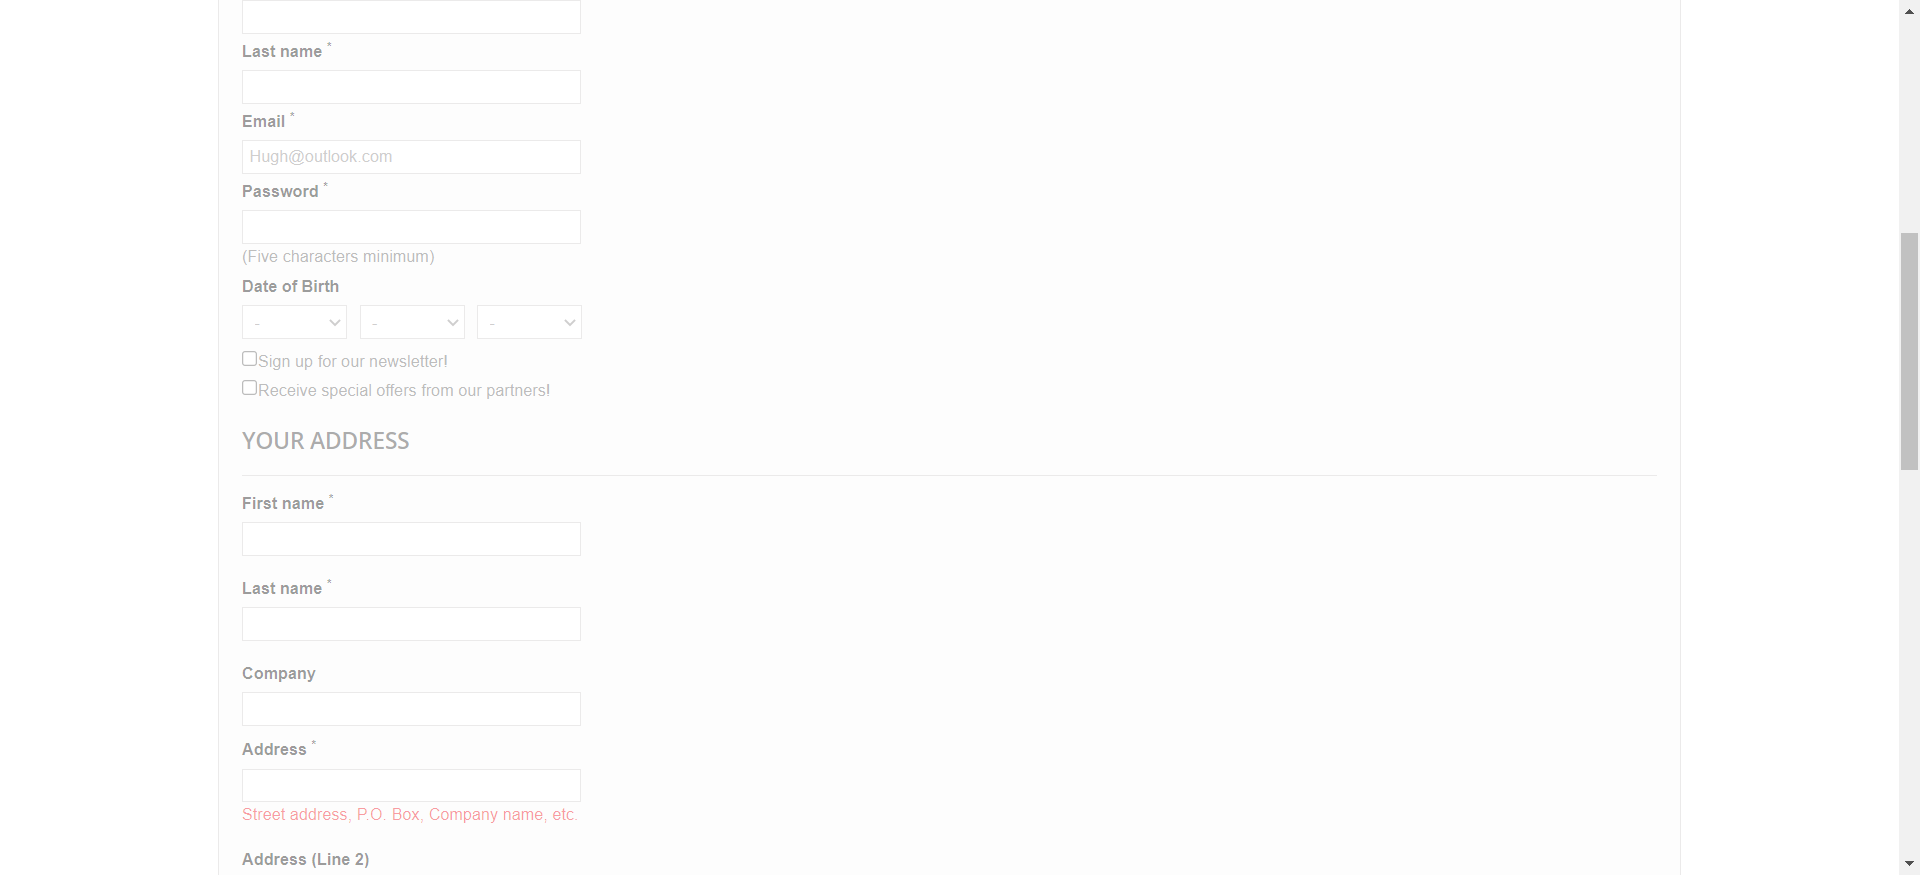 Last name *
Email *
Hugh@outlook.com
Password *
(Five characters minimum)
Date of Birth
- - -
Sign up for our newsletter!
Receive special offers from our partners!
YOUR ADDRESS
First name *
Last name *
Company
Address *
Street address, P.O. Box, Company name, etc.
Address (Line 2)